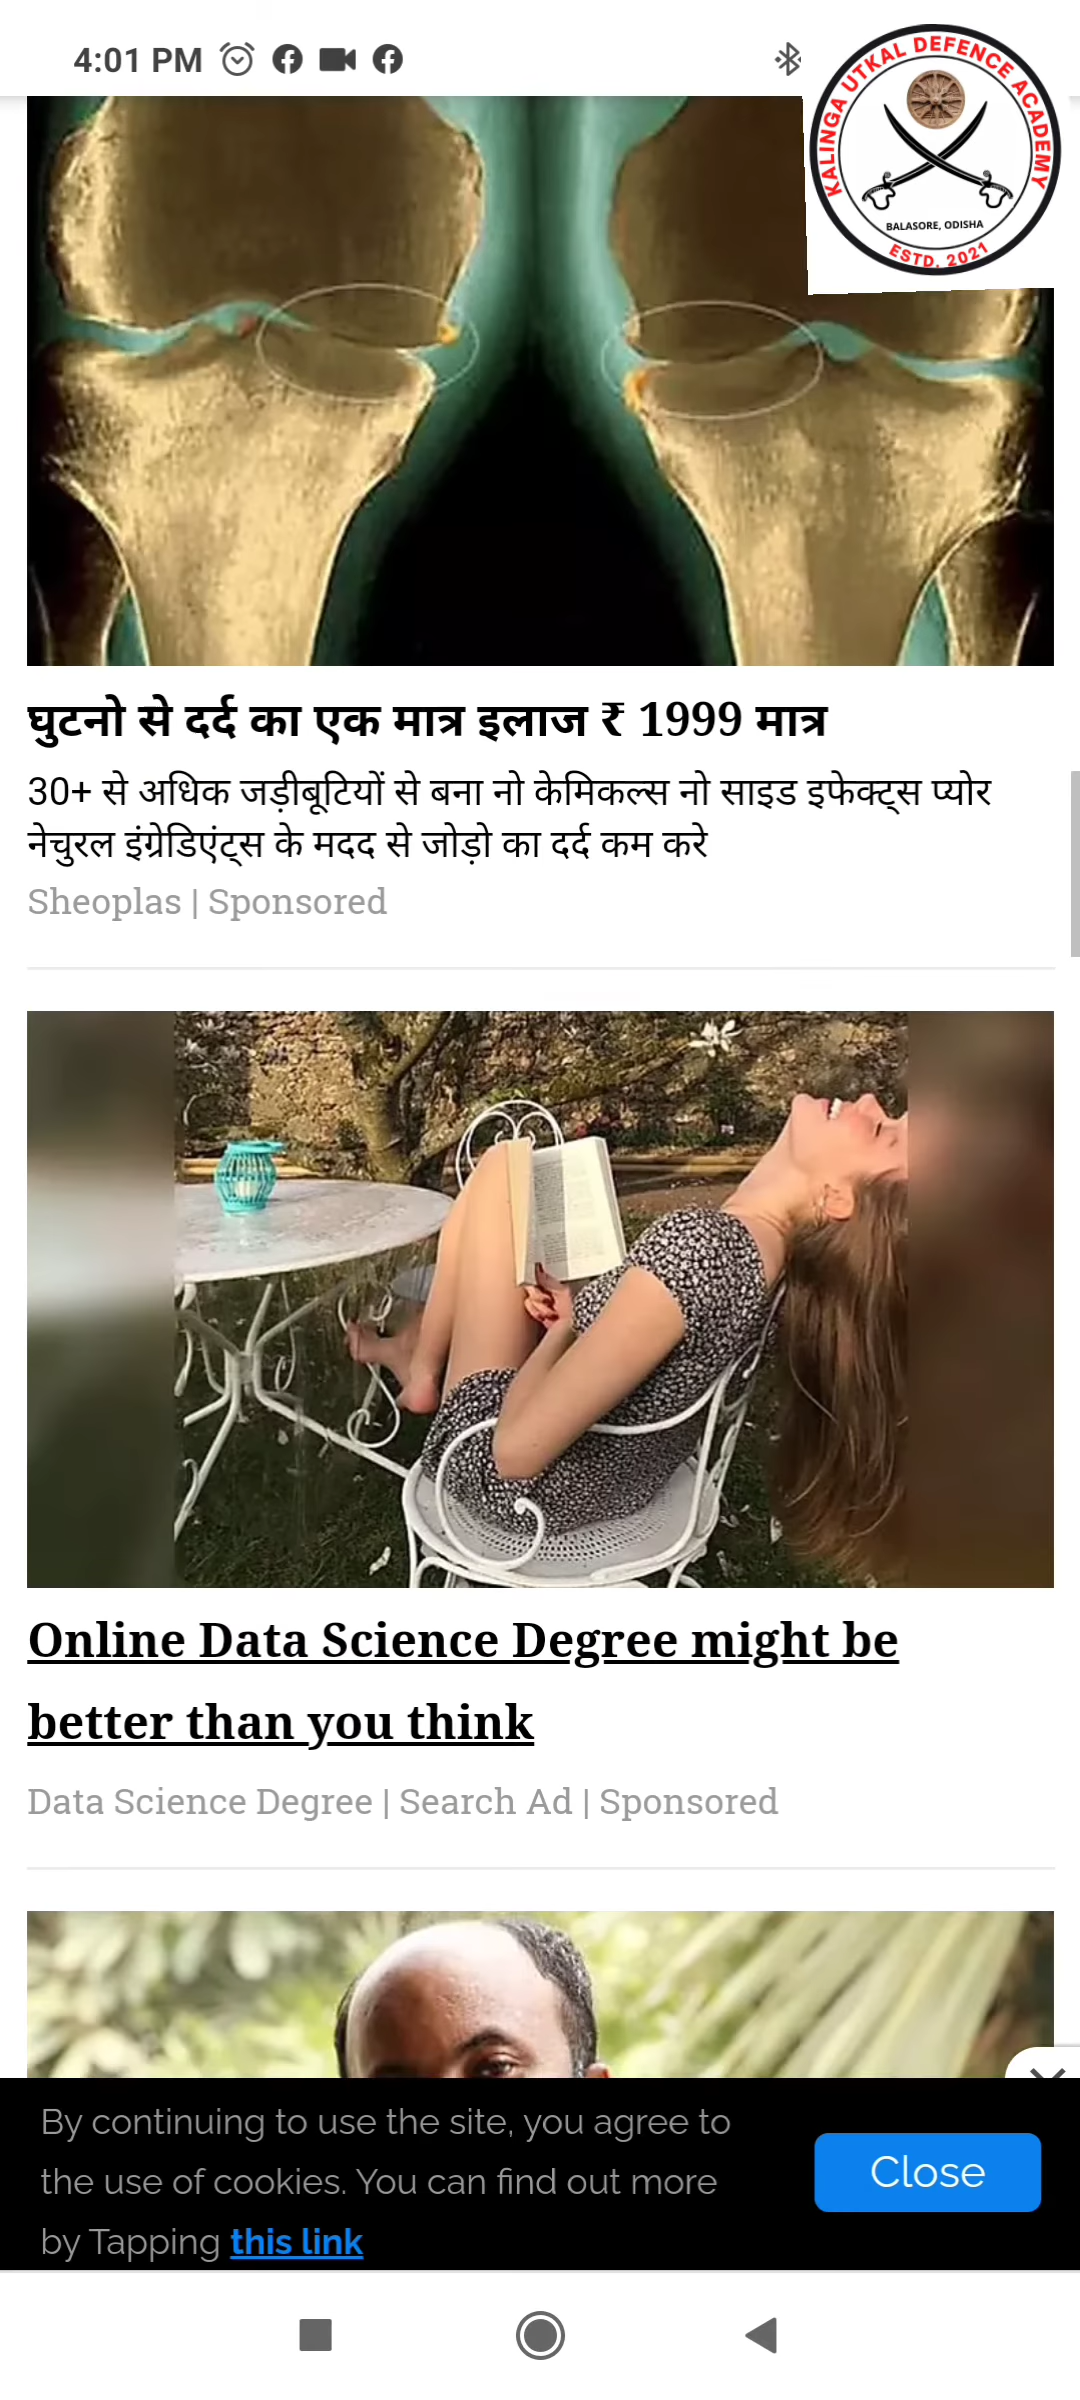 4:01 PM
KALINGA UTKAL DEFENCE ACADEMY
BALASORE, ODISHA
ESTD. 2021
घुटनो से दर्द का एक मात्र इलाज ₹ 1999 मात्र
30+ से अधिक जड़ीबूटियों से बना नो केमिकल्स नो साइड इफेक्ट्स प्योर
नेचुरल इंग्रेडिएंट्स के मदद से जोड़ो का दर्द कम करे
Sheoplas | Sponsored
Online Data Science Degree might be
better than you think
Data Science Degree | Search Ad | Sponsored
By continuing to use the site, you agree to
the use of cookies. You can find out more
by Tapping this link
Close